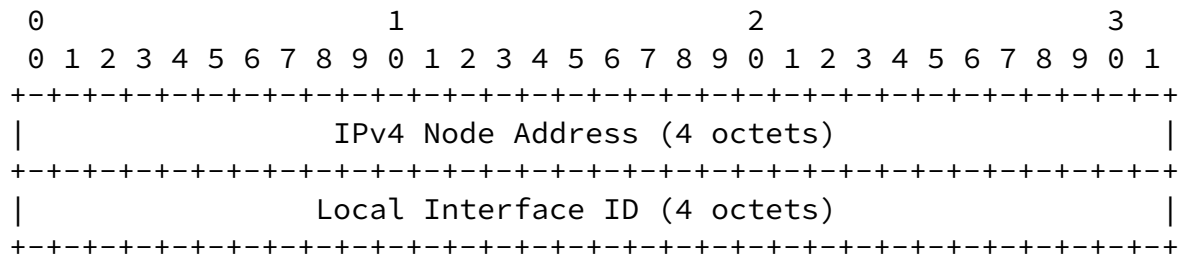 0                   1                   2                   3
 0 1 2 3 4 5 6 7 8 9 0 1 2 3 4 5 6 7 8 9 0 1 2 3 4 5 6 7 8 9 0 1
+-+-+-+-+-+-+-+-+-+-+-+-+-+-+-+-+-+-+-+-+-+-+-+-+-+-+-+-+-+-+-+-+
|                 IPv4 Node Address (4 octets)                  |
+-+-+-+-+-+-+-+-+-+-+-+-+-+-+-+-+-+-+-+-+-+-+-+-+-+-+-+-+-+-+-+-+
|                Local Interface ID (4 octets)                  |
+-+-+-+-+-+-+-+-+-+-+-+-+-+-+-+-+-+-+-+-+-+-+-+-+-+-+-+-+-+-+-+-+